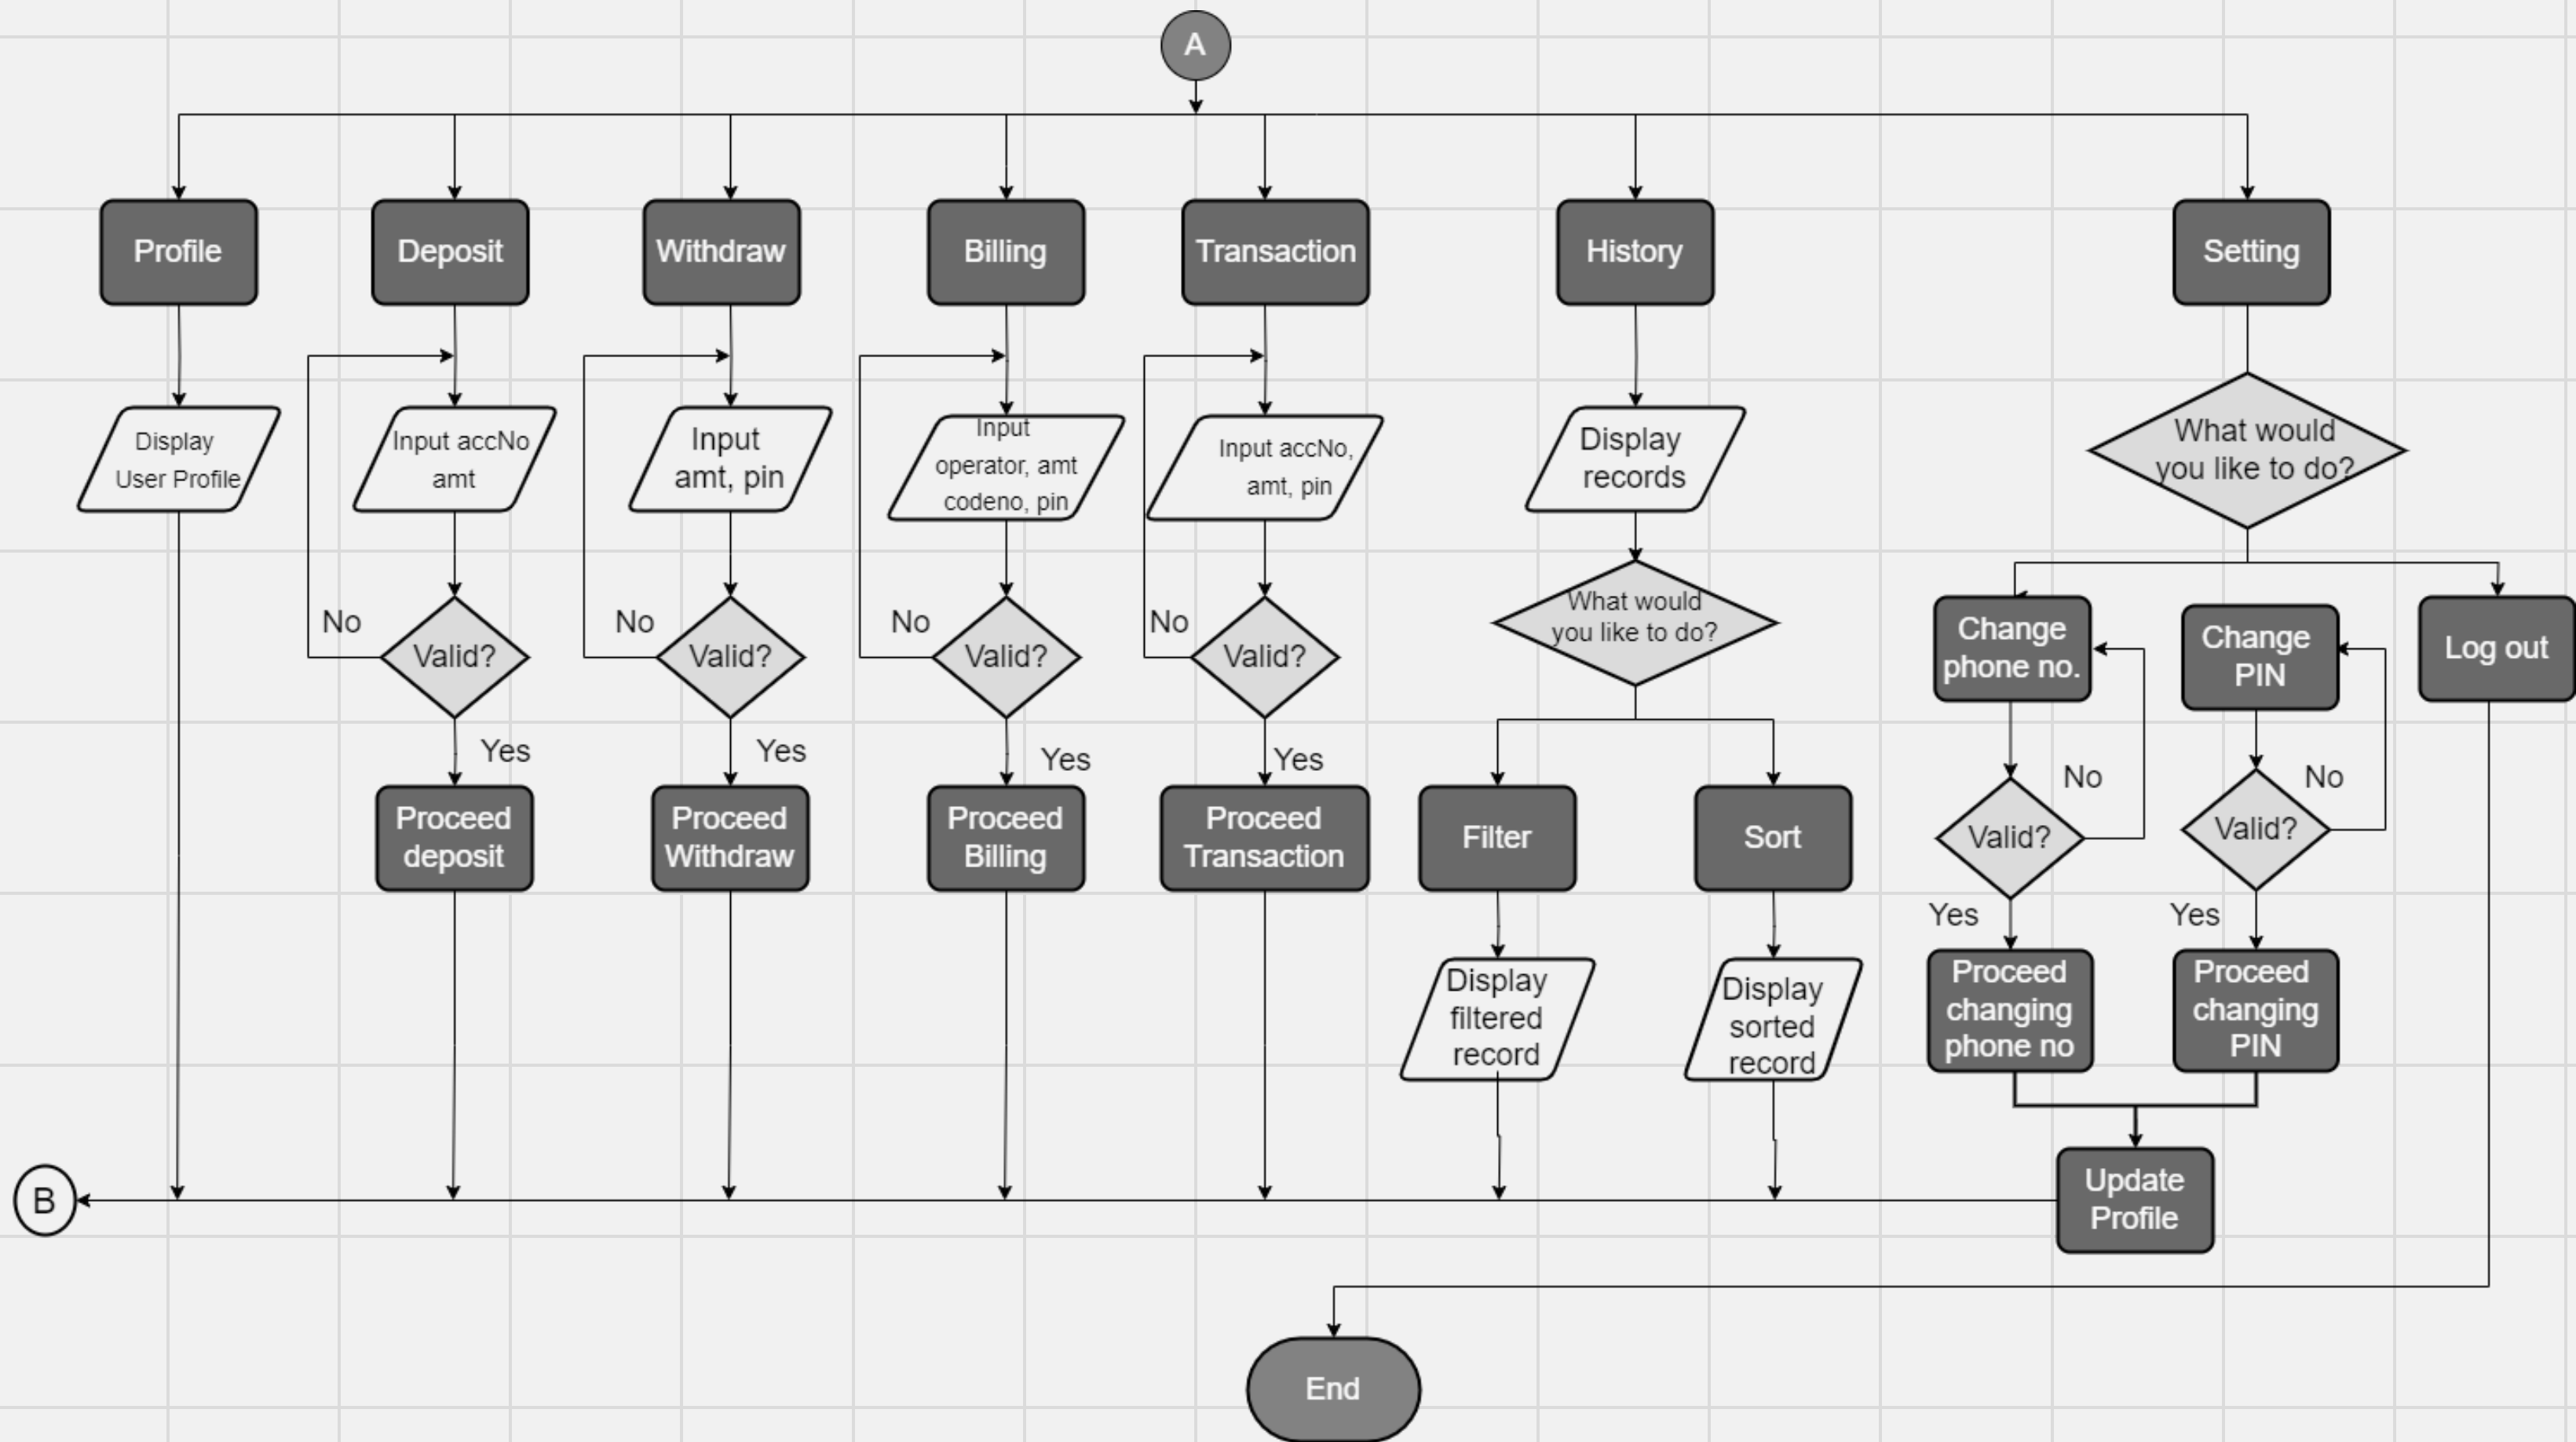 A
Profile
Deposit
Withdraw
Billing
Transaction
History
Setting
Display
User Profile
Input accNo
amt
Input
amt, pin
Input
operator, amt
codeno, pin
Input accNo,
amt, pin
Display
records
What would
you like to do?
No
Valid?
No
Valid?
No
Valid?
No
Valid?
What would
you like to do?
Change
phone no.
Change
PIN
Log out
Yes
Yes
Yes
Yes
No
No
Proceed
deposit
Proceed
Withdraw
Proceed
Billing
Proceed
Transaction
Filter
Sort
Valid?
Valid?
Yes
Yes
Display
filtered
record
Display
sorted
record
Proceed
changing
phone no
Proceed
changing
PIN
B
Update
Profile
End